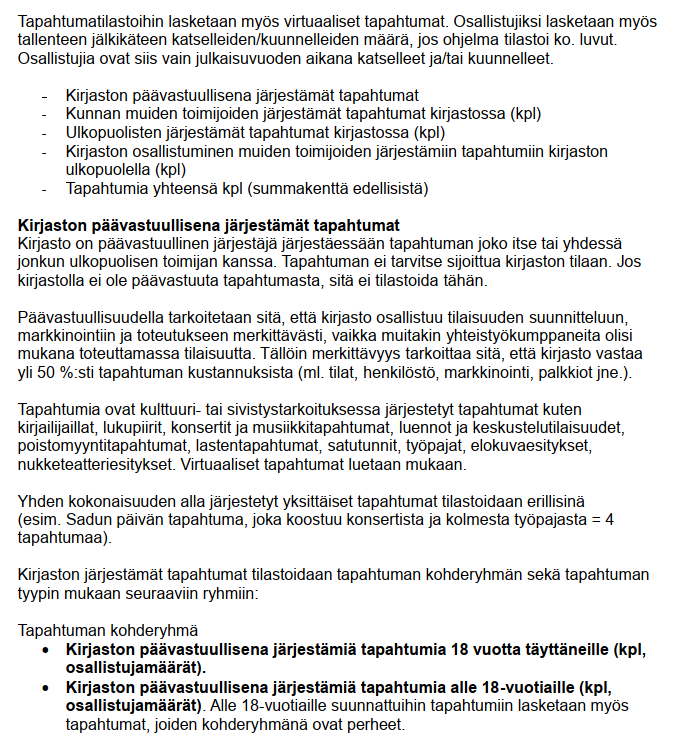 Tapahtumatilastoihin lasketaan myös virtuaaliset tapahtumat. Osallistujiksi lasketaan myös
tallenteen jälkikäteen katselleiden/kuunnelleiden määrä, jos ohjelma tilastoi ko. luvut.
Osallistujia ovat siis vain julkaisuvuoden aikana katselleet ja/tai kuunnelleet.
- Kirjaston päävastuullisena järjestämät tapahtumat
- Kunnan muiden toimijoiden järjestämät tapahtumat kirjastossa (kpl)
- Ulkopuolisten järjestämät tapahtumat kirjastossa (kpl)
- Kirjaston osallistuminen muiden toimijoiden järjestämiin tapahtumiin kirjaston
ulkopuolella (kpl)
- Tapahtumia yhteensä kpl (summakenttä edellisistä)
Kirjaston päävastuullisena järjestämät tapahtumat
Kirjasto on päävastuullinen järjestäjä järjestäessään tapahtuman joko itse tai yhdessä
jonkun ulkopuolisen toimijan kanssa. Tapahtuman ei tarvitse sijoittua kirjaston tilaan. Jos
kirjastolla ei ole päävastuuta tapahtumasta, sitä ei tilastoida tähän.
Päävastuullisuudella tarkoitetaan sitä, että kirjasto osallistuu tilaisuuden suunnitteluun,
markkinointiin ja toteutukseen merkittävästi, vaikka muitakin yhteistyökumppaneita olisi
mukana toteuttamassa tilaisuutta. Tällöin merkittävyys tarkoittaa sitä, että kirjasto vastaa
yli 50 %:sti tapahtuman kustannuksista (ml. tilat, henkilöstö, markkinointi, palkkiot jne.).
Tapahtumia ovat kulttuuri- tai sivistystarkoituksessa järjestetyt tapahtumat kuten
kirjailijaillat, lukupiirit, konsertit ja musiikkitapahtumat, luennot ja keskustelutilaisuudet,
poistomyyntitapahtumat, lastentapahtumat, satutunnit, työpajat, elokuvaesitykset,
nukketeatteriesitykset. Virtuaaliset tapahtumat luetaan mukaan.
Yhden kokonaisuuden alla järjestetyt yksittäiset tapahtumat tilastoidaan erillisinä
(esim. Sadun päivän tapahtuma, joka koostuu konsertista ja kolmesta työpajasta = 4
tapahtumaa).
Kirjaston järjestämät tapahtumat tilastoidaan tapahtuman kohderyhmän sekä tapahtuman
tyypin mukaan seuraaviin ryhmiin:
Tapahtuman kohderyhmä
• Kirjaston päävastuullisena järjestämiä tapahtumia 18 vuotta täyttäneille (kpl,
osallistujamäärät).
• Kirjaston päävastuullisena järjestämiä tapahtumia alle 18-vuotiaille (kpl,
osallistujamäärät). Alle 18-vuotiaille suunnattuihin tapahtumiin lasketaan myös
tapahtumat, joiden kohderyhmänä ovat perheet.